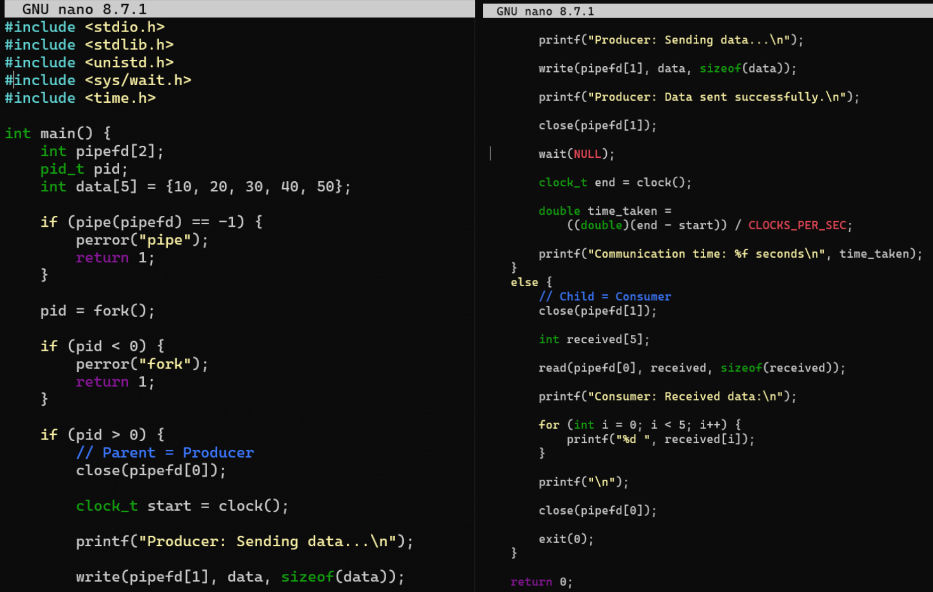 GNU nano 8.7.1
#include <stdio.h>
#include <stdlib.h>
#include <unistd.h>
#include <sys/wait.h>
#include <time.h>

int main() {
    int pipefd[2];
    pid_t pid;
    int data[5] = {10, 20, 30, 40, 50};

    if (pipe(pipefd) == -1) {
        perror("pipe");
        return 1;
    }

    pid = fork();

    if (pid < 0) {
        perror("fork");
        return 1;
    }

    if (pid > 0) {
        // Parent = Producer
        close(pipefd[0]);

        clock_t start = clock();

        printf("Producer: Sending data...\n");

        write(pipefd[1], data, sizeof(data));
GNU nano 8.7.1
        printf("Producer: Sending data...\n");

        write(pipefd[1], data, sizeof(data));

        printf("Producer: Data sent successfully.\n");

        close(pipefd[1]);

        wait(NULL);

        clock_t end = clock();

        double time_taken =
            ((double)(end - start)) / CLOCKS_PER_SEC;

        printf("Communication time: %f seconds\n", time_taken);
    }
    else {
        // Child = Consumer
        close(pipefd[1]);

        int received[5];

        read(pipefd[0], received, sizeof(received));

        printf("Consumer: Received data:\n");

        for (int i = 0; i < 5; i++) {
            printf("%d ", received[i]);
        }

        printf("\n");

        close(pipefd[0]);

        exit(0);
    }

    return 0;